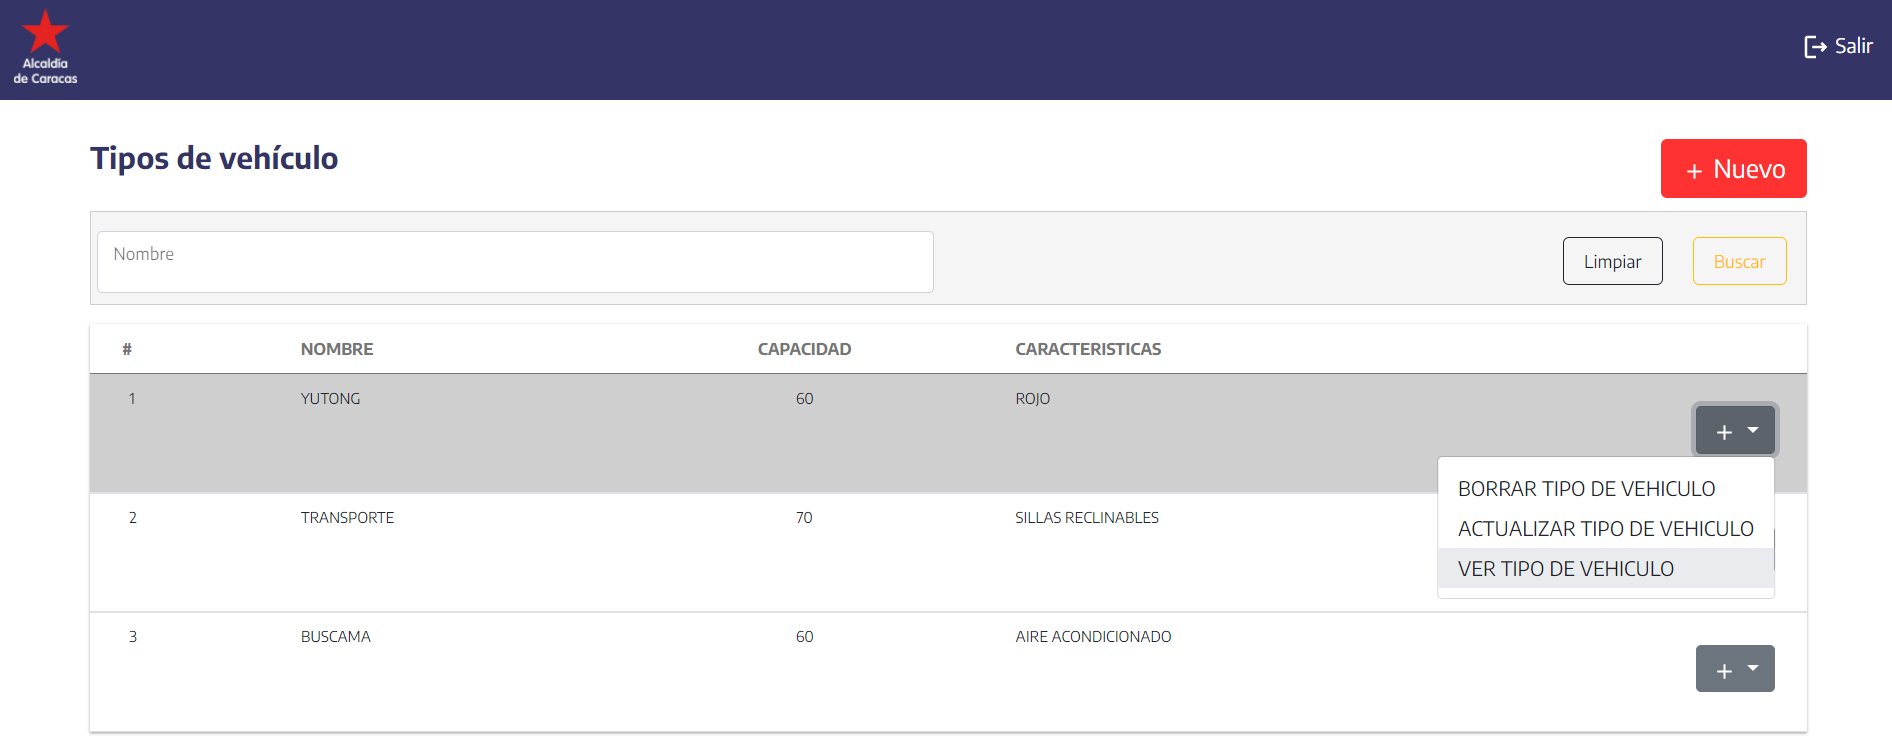 Alcaldía
de Caracas
Salir
Tipos de vehículo
+ Nuevo
Nombre
Limpiar
Buscar
# NOMBRE CAPACIDAD CARACTERISTICAS
1 YUTONG 60 ROJO
+
BORRAR TIPO DE VEHICULO
ACTUALIZAR TIPO DE VEHICULO
VER TIPO DE VEHICULO
2 TRANSPORTE 70 SILLAS RECLINABLES
3 BUSCAMA 60 AIRE ACONDICIONADO
+